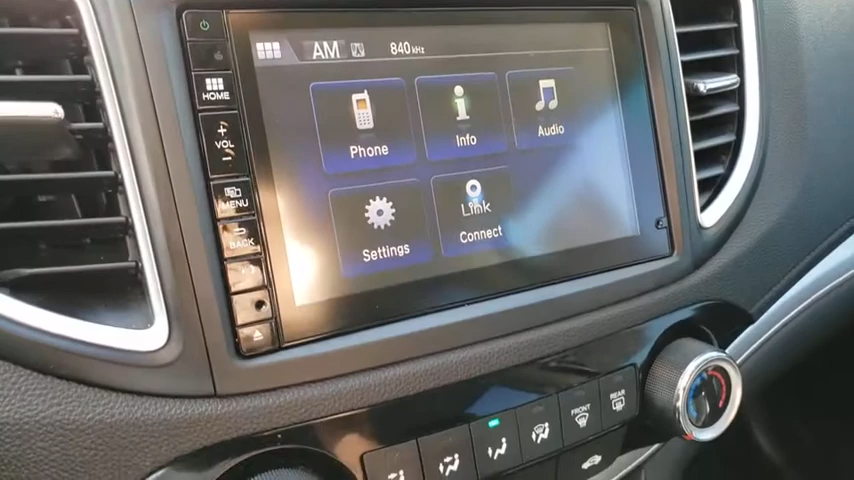 AM 840 kHz
HOME
+
VOL
-
MENU
BACK
Phone
Info
Audio
Settings
Link
Connect
FRONT
REAR